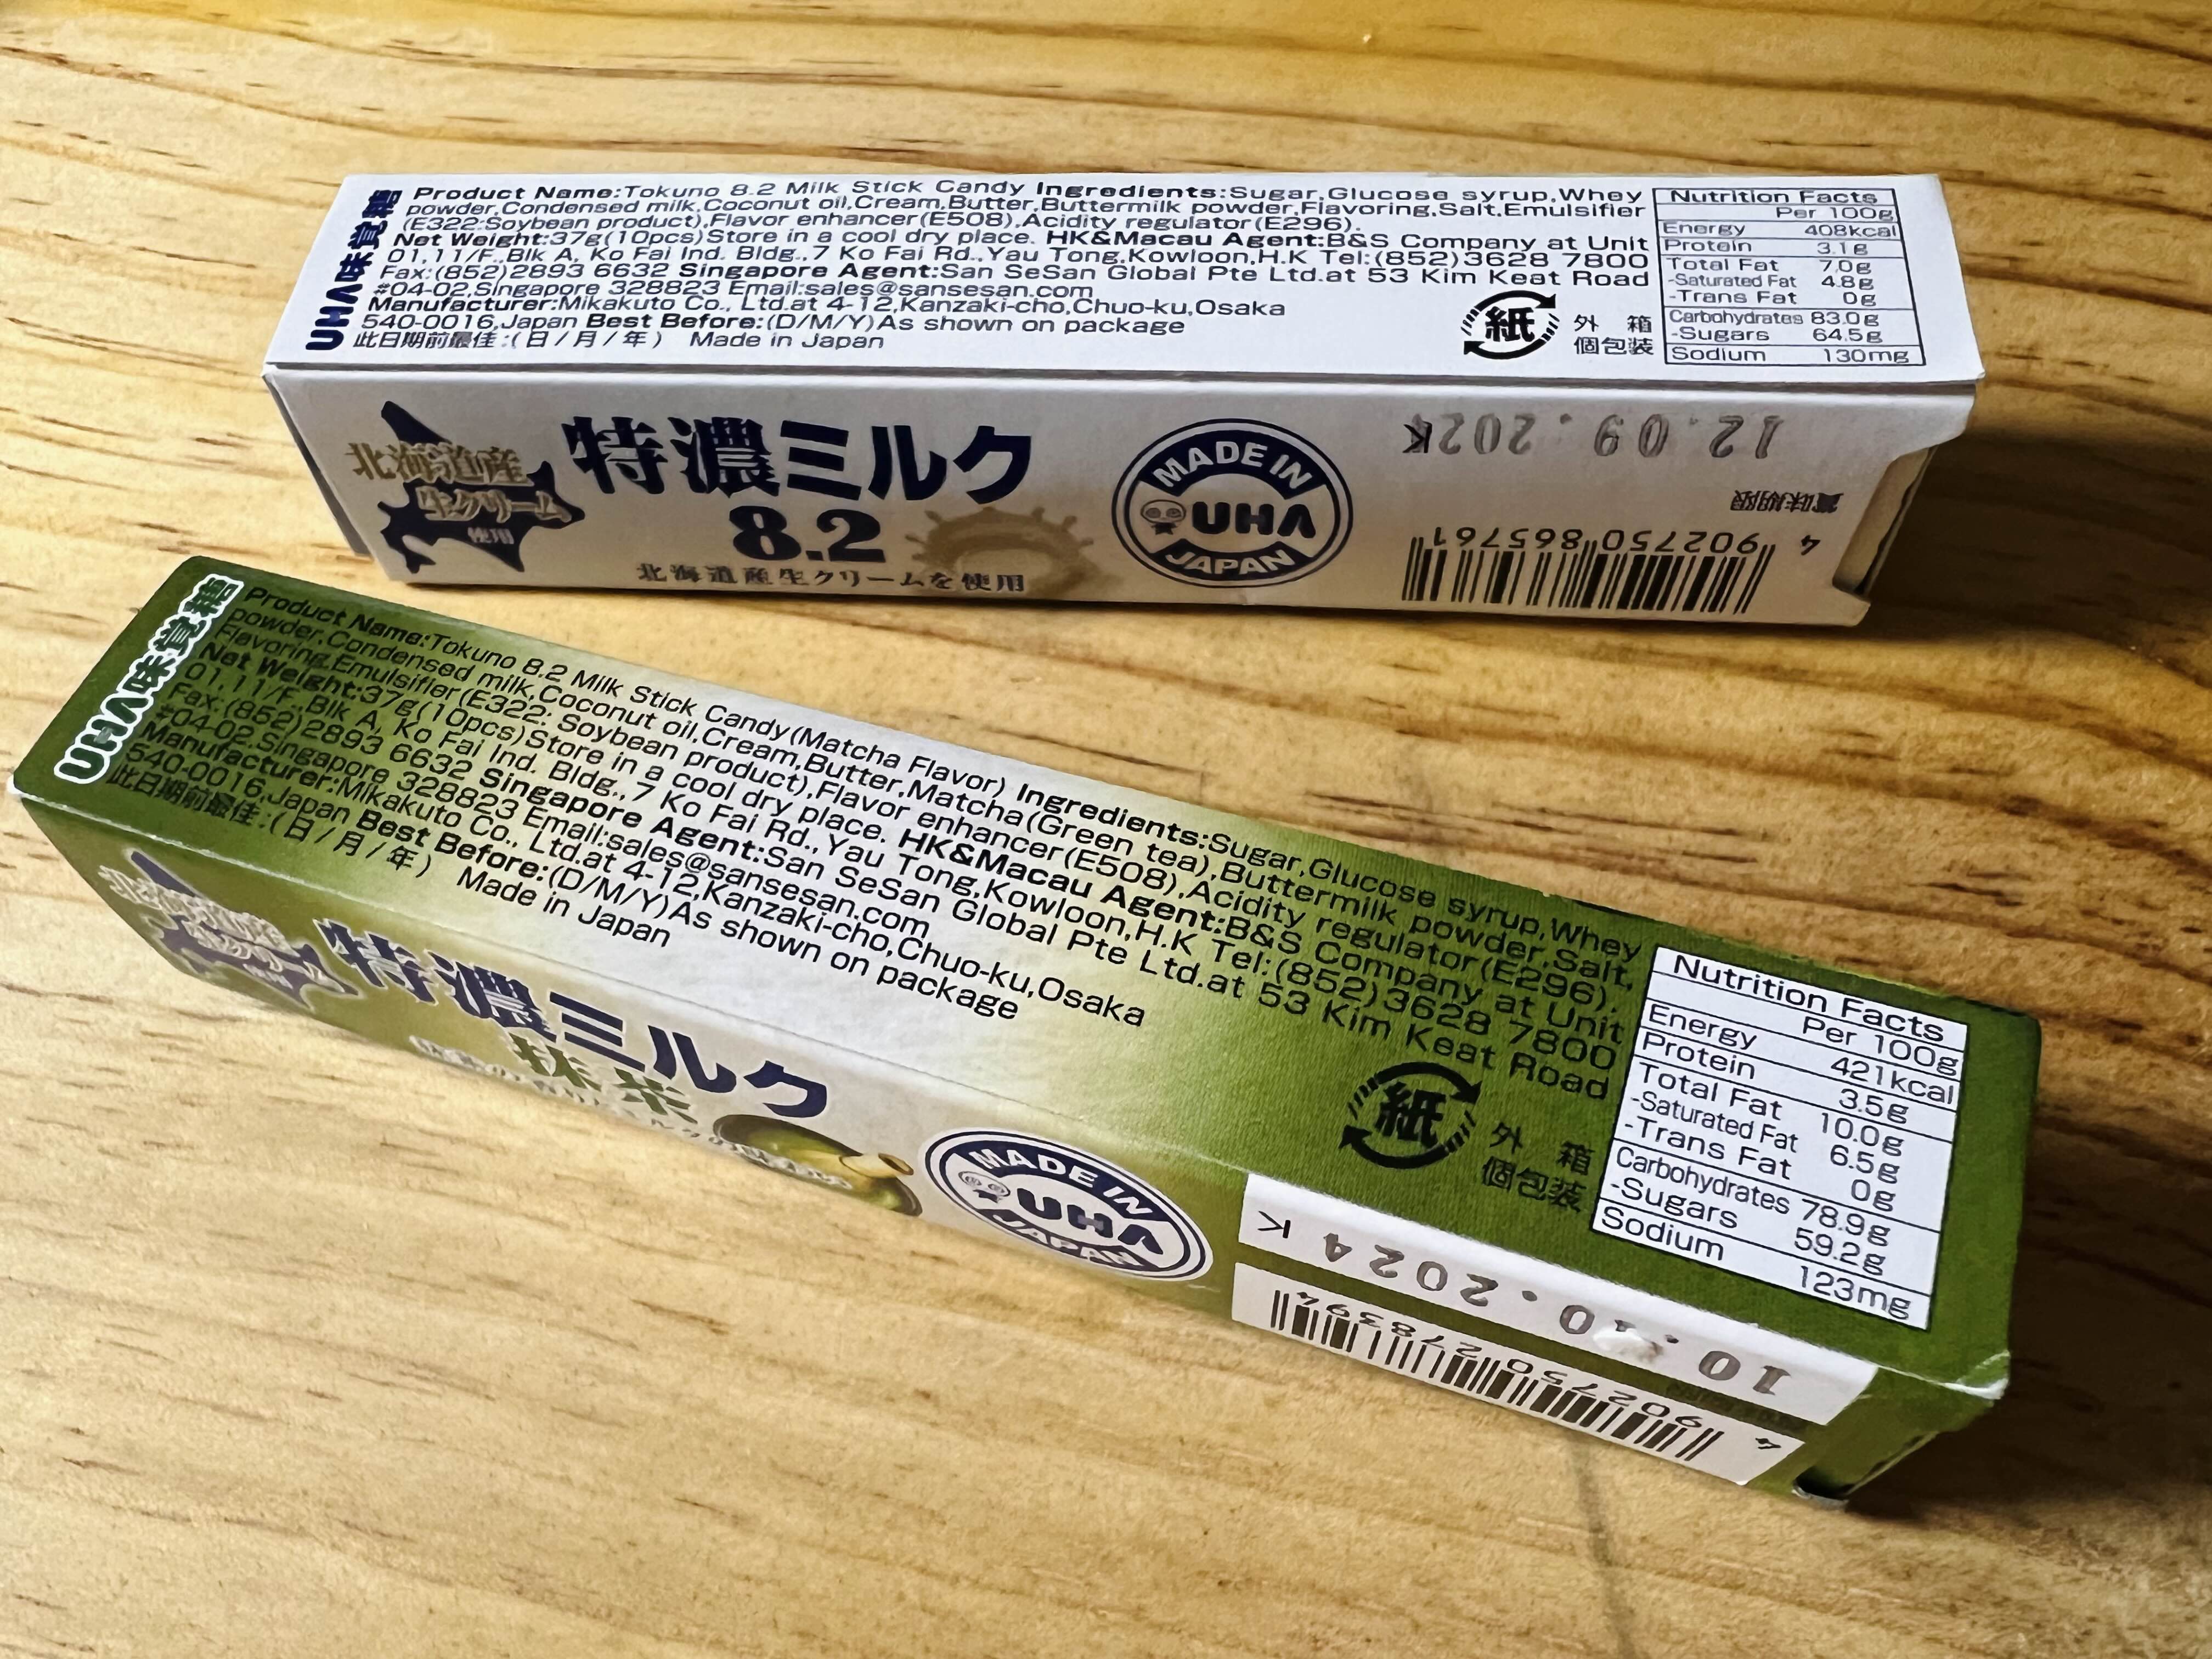 UHA味覚糖
Product Name:Tokuno 8.2 Milk Stick Candy Ingredients:Sugar,Glucose syrup,Whey
powder,Condensed milk,Coconut oil,Cream,Butter,Buttermilk powder,Flavoring,Salt,Emulsifier
(E322:Soybean product),Flavor enhancer(E508),Acidity regulator(E296).
Net Weight:37g(10pcs)Store in a cool dry place. HK&Macau Agent:B&S Company at Unit
01,11/F.,Blk A, Ko Fai Ind. Bldg.,7 Ko Fai Rd.,Yau Tong,Kowloon,H.K Tel:(852)3628 7800
Fax:(852)2893 6632 Singapore Agent:San SeSan Global Pte Ltd.at 53 Kim Keat Road
#04-02,Singapore 328823 Email:sales@sansesan.com
Manufacturer:Mikakuto Co., Ltd.at 4-12,Kanzaki-cho,Chuo-ku,Osaka
540-0016,Japan Best Before:(D/M/Y)As shown on package
此日期前最佳:(日/月/年) Made in Japan
紙
外 箱
個包装
Nutrition Facts
Per 100g
Energy 408kcal
Protein 3.1g
Total Fat 7.0g
-Saturated Fat 4.8g
-Trans Fat 0g
Carbohydrates 83.0g
-Sugars 64.5g
Sodium 130mg
北海道産
生クリーム
使用
特濃ミルク
8.2
北海道産生クリームを使用
MADE IN
UHA
JAPAN
12.09.202 K
賞味期限
4 902750 865761
UHA味覚糖
Product Name:Tokuno 8.2 Milk Stick Candy(Matcha Flavor) Ingredients:Sugar,Glucose syrup,Whey
powder,Condensed milk,Coconut oil,Cream,Butter,Matcha(Green tea),Buttermilk powder,Salt,
Flavoring,Emulsifier(E322: Soybean product),Flavor enhancer(E508),Acidity regulator(E296).
Net Weight:37g(10pcs)Store in a cool dry place. HK&Macau Agent:B&S Company at Unit
01,11/F.,Blk A, Ko Fai Ind. Bldg.,7 Ko Fai Rd.,Yau Tong,Kowloon,H.K Tel:(852)3628 7800
Fax:(852)2893 6632 Singapore Agent:San SeSan Global Pte Ltd.at 53 Kim Keat Road
#04-02,Singapore 328823 Email:sales@sansesan.com
Manufacturer:Mikakuto Co., Ltd.at 4-12,Kanzaki-cho,Chuo-ku,Osaka
540-0016,Japan Best Before:(D/M/Y)As shown on package
此日期前最佳:(日/月/年) Made in Japan
紙
外 箱
個包装
Nutrition Facts
Per 100g
Energy 421kcal
Protein 3.5g
Total Fat 10.0g
-Saturated Fat 6.5g
-Trans Fat 0g
Carbohydrates 78.9g
-Sugars 59.2g
Sodium 123mg
北海道産
生クリーム
使用
特濃ミルク
抹茶
MADE IN
UHA
JAPAN
10. 0.2024 K
4 902750 278394